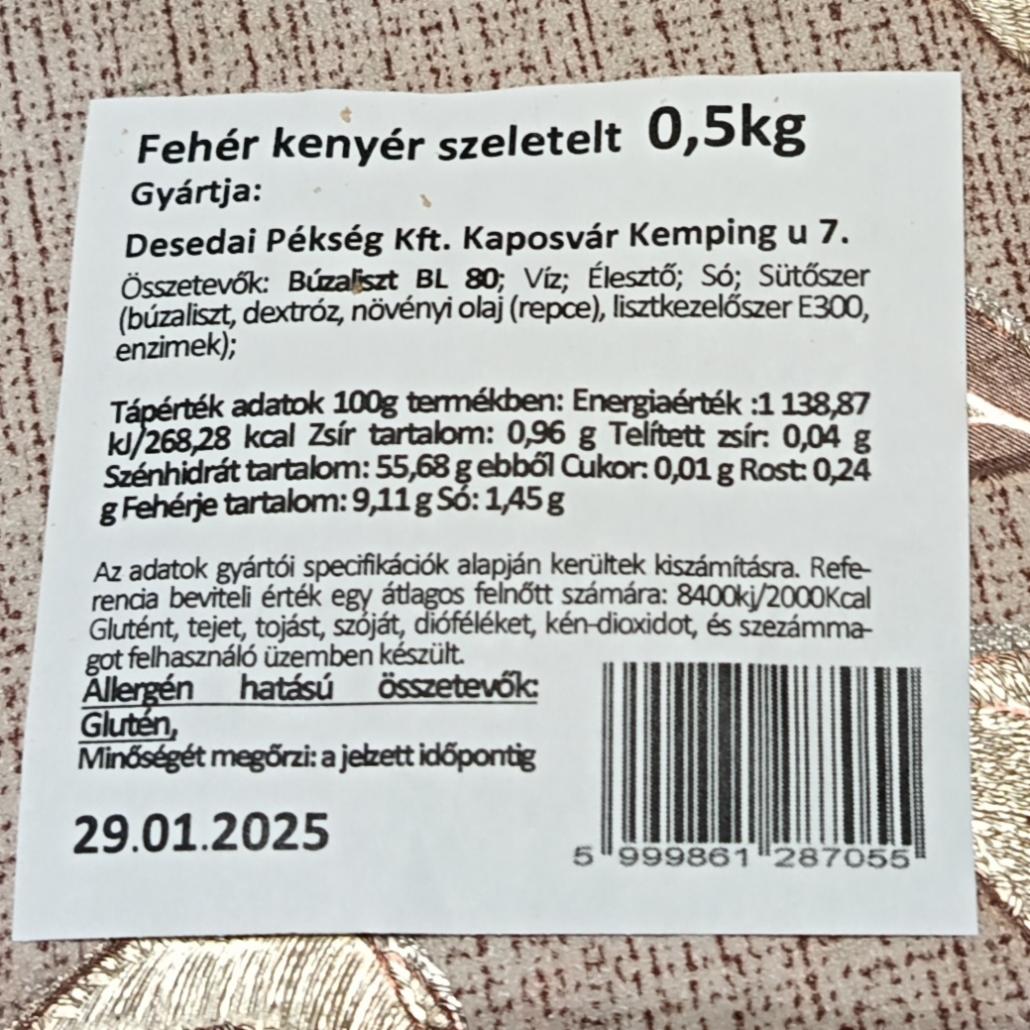 Fehér kenyér szeletelt 0,5kg
Gyártja:
Desedai Pékség Kft. Kaposvár Kemping u 7.
Összetevők: Búzaliszt BL 80; Víz; Élesztő; Só; Sütőszer
(búzaliszt, dextróz, növényi olaj (repce), lisztkezelőszer E300,
enzimek);
Tápérték adatok 100g termékben: Energiaérték :1 138,87
kJ/268,28 kcal Zsír tartalom: 0,96 g Telített zsír: 0,04 g
Szénhidrát tartalom: 55,68 g ebből Cukor: 0,01 g Rost: 0,24
g Fehérje tartalom: 9,11 g Só: 1,45 g
Az adatok gyártói specifikációk alapján kerültek kiszámításra. Refe-
rencia beviteli érték egy átlagos felnőtt számára: 8400kj/2000Kcal
Glutént, tejet, tojást, szóját, dióféléket, kén-dioxidot, és szezámma-
got felhasználó üzemben készült.
Allergén hatású összetevők:
Glutén,
Minőségét megőrzi: a jelzett időpontig
29.01.2025
5 999861 287055